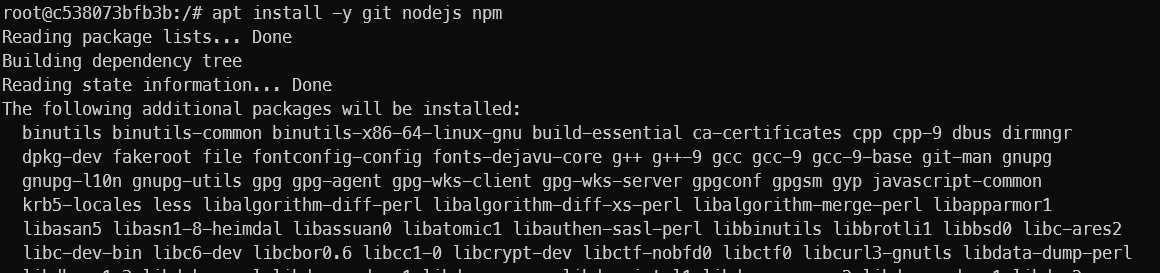 root@c538073bfb3b:/# apt install -y git nodejs npm
Reading package lists... Done
Building dependency tree
Reading state information... Done
The following additional packages will be installed:
binutils binutils-common binutils-x86-64-linux-gnu build-essential ca-certificates cpp cpp-9 dbus dirmngr
dpkg-dev fakeroot file fontconfig-config fonts-dejavu-core g++ g++-9 gcc gcc-9 gcc-9-base git-man gnupg
gnupg-l10n gnupg-utils gpg gpg-agent gpg-wks-client gpg-wks-server gpgconf gpgsm gyp javascript-common
krb5-locales less libalgorithm-diff-perl libalgorithm-diff-xs-perl libalgorithm-merge-perl libapparmor1
libasan5 libasn1-8-heimdal libassuan0 libatomic1 libauthen-sasl-perl libbinutils libbrotli1 libbsd0 libc-ares2
libc-dev-bin libc6-dev libcbor0.6 libcc1-0 libcrypt-dev libctf-nobfd0 libctf0 libcurl3-gnutls libdata-dump-perl